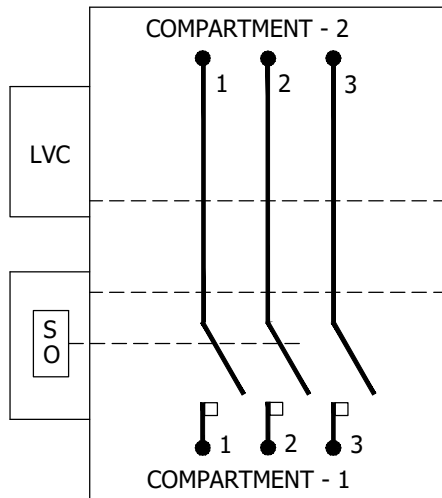 COMPARTMENT - 2
1 2 3
LVC
S
O
1 2 3
COMPARTMENT - 1